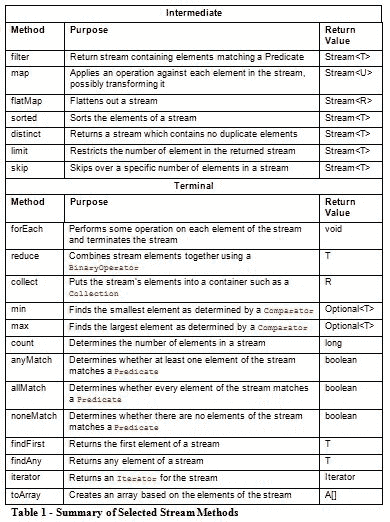 Intermediate
Method Purpose Return
Value
filter Return stream containing elements matching a Predicate Stream<T>
map Applies an operation against each element in the stream, Stream<U>
possibly transforming it
flatMap Flattens out a stream Stream<R>
sorted Sorts the elements of a stream Stream<T>
distinct Returns a stream which contains no duplicate elements Stream<T>
limit Restricts the number of element in the returned stream Stream<T>
skip Skips over a specific number of elements in a stream Stream<T>
Terminal
Method Purpose Return
Value
forEach Performs some operation on each element of the stream void
and terminates the stream
reduce Combines stream elements together using a T
BinaryOperator
collect Puts the stream's elements into a container such as a R
Collection
min Finds the smallest element as determined by a Comparator Optional<T>
max Finds the largest element as determined by a Comparator Optional<T>
count Determines the number of elements in a stream long
anyMatch Determines whether at least one element of the stream boolean
matches a Predicate
allMatch Determines whether every element of the stream matches boolean
a Predicate
noneMatch Determines whether there are no elements of the stream boolean
matches a Predicate
findFirst Returns the first element of a stream T
findAny Returns any element of a stream T
iterator Returns an Iterator for the stream Iterator
toArray Creates an array based on the elements of the stream A[]
Table 1 - Summary of Selected Stream Methods